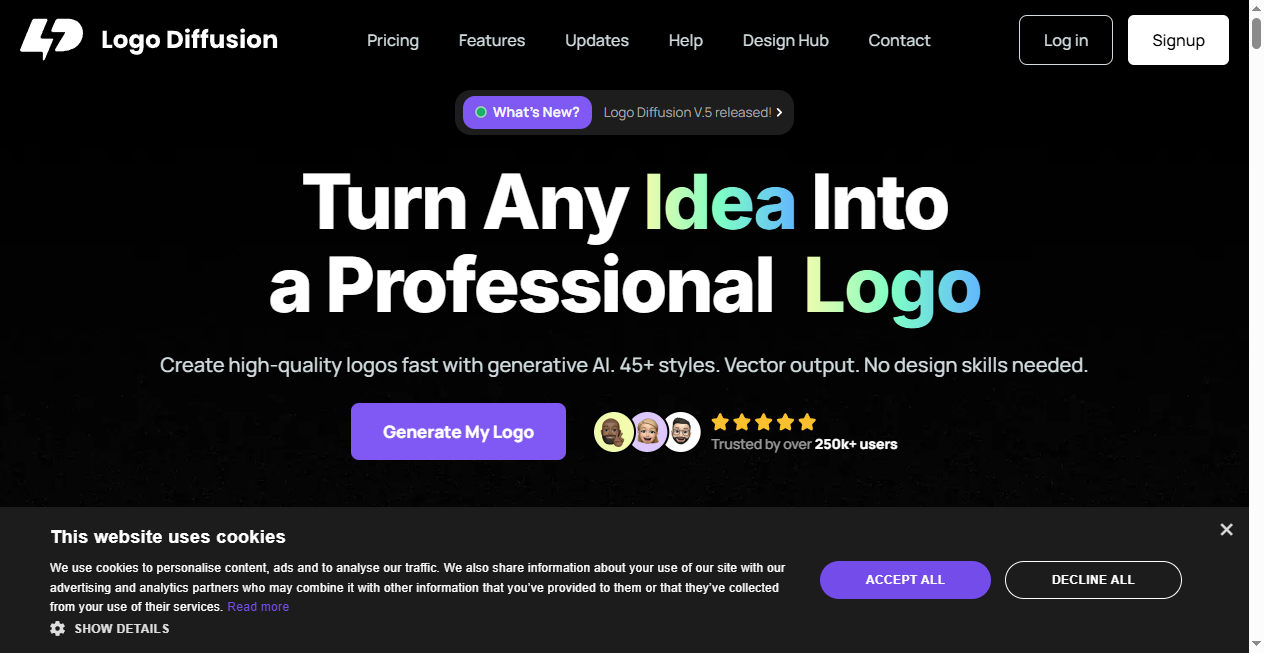 Logo Diffusion
Pricing
Features
Updates
Help
Design Hub
Contact
Log in
Signup
What's New?
Logo Diffusion V.5 released!
Turn Any Idea Into
a Professional Logo
Create high-quality logos fast with generative AI. 45+ styles. Vector output. No design skills needed.
Generate My Logo
Trusted by over 250k+ users
This website uses cookies
We use cookies to personalise content, ads and to analyse our traffic. We also share information about your use of our site with our
advertising and analytics partners who may combine it with other information that you've provided to them or that they've collected
from your use of their services. Read more
SHOW DETAILS
ACCEPT ALL
DECLINE ALL